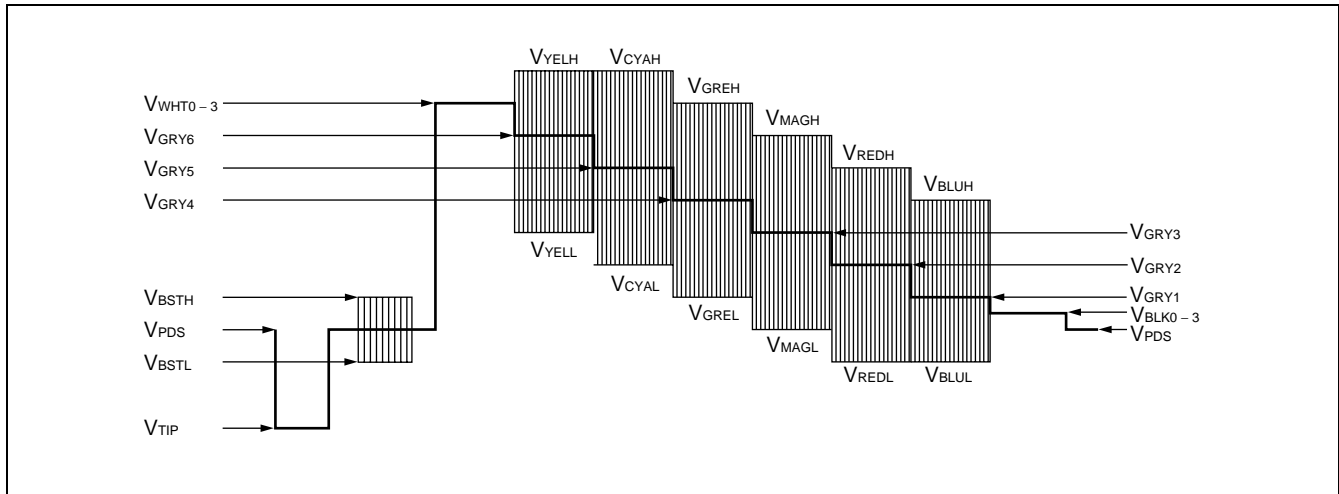 VYELH VCYAH
VGREH
VMAGH
VREDH
VBLUH
VWHT0 – 3
VGRY6
VGRY5
VGRY4
VBSTH
VPDS
VBSTL
VTIP
VYELL
VCYAL
VGREL
VMAGL
VREDL VBLUL
VGRY3
VGRY2
VGRY1
VBLK0 – 3
VPDS